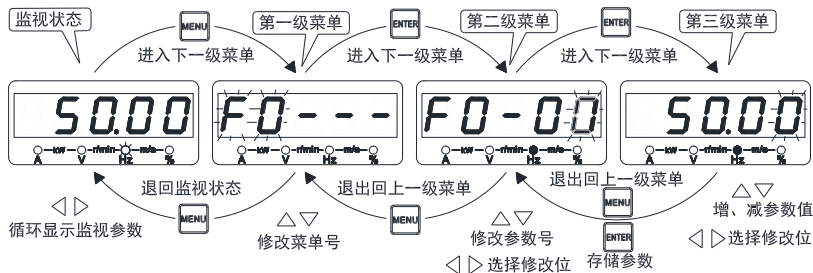 监视状态
MENU
第一级菜单
ENTER
第二级菜单
ENTER
第三级菜单
进入下一级菜单
进入下一级菜单
进入下一级菜单
50.00
F0---
F0-00
50.00
A kw V r/min Hz m/s %
A kw V r/min Hz m/s %
A kw V r/min Hz m/s %
A kw V r/min Hz m/s %
退回监视状态
退出回上一级菜单
退出回上一级菜单
MENU
MENU
MENU
ENTER
循环显示监视参数
修改菜单号
修改参数号
选择修改位
存储参数
增、减参数值
选择修改位